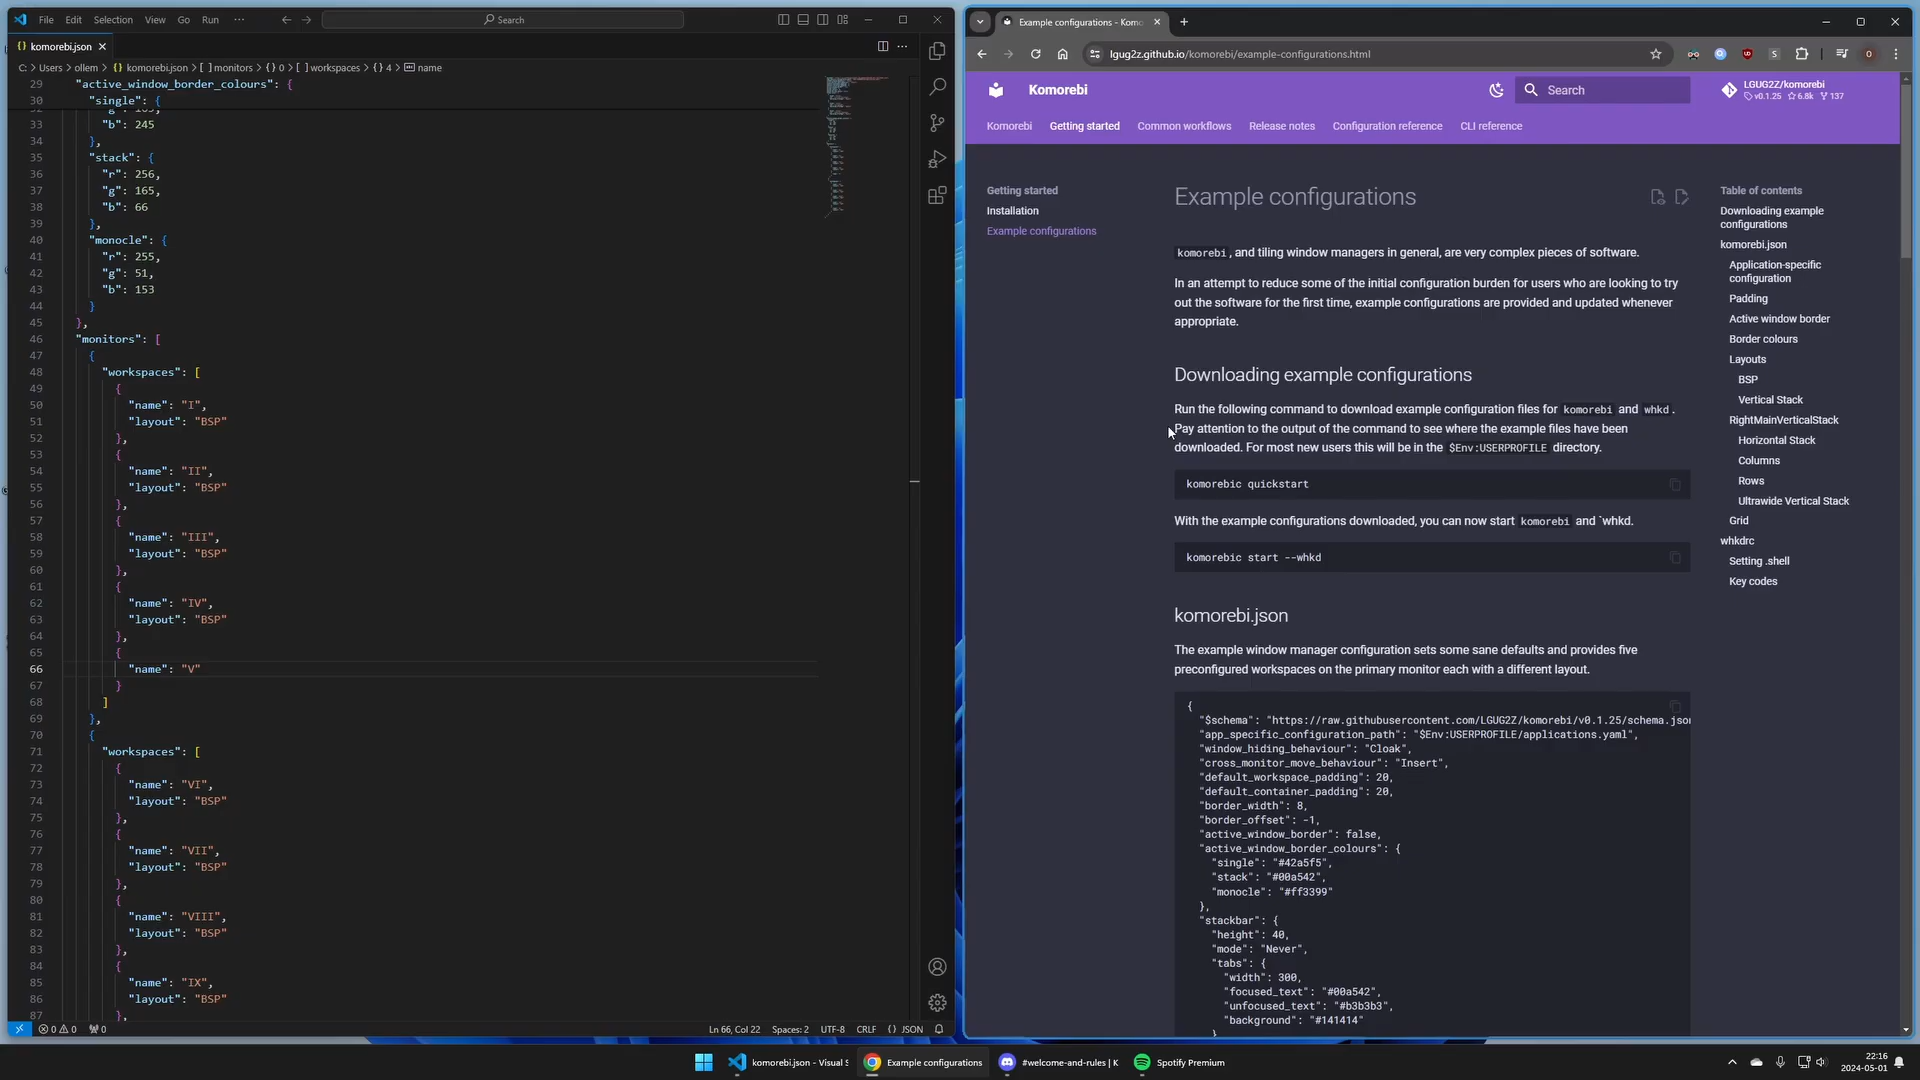 File Edit Selection View Go Run ··· Search
komorebi.json
C: > Users > ollem > {} komorebi.json > [ ] monitors > {} 0 > [ ] workspaces > {} 4 > name
29 "active_window_border_colours": {
30 "single": {
33 "b": 245
34 },
35 "stack": {
36 "r": 256,
37 "g": 165,
38 "b": 66
39 },
40 "monocle": {
41 "r": 255,
42 "g": 51,
43 "b": 153
44 }
45 },
46 "monitors": [
47 {
48 "workspaces": [
49 {
50 "name": "I",
51 "layout": "BSP"
52 },
53 {
54 "name": "II",
55 "layout": "BSP"
56 },
57 {
58 "name": "III",
59 "layout": "BSP"
60 },
61 {
62 "name": "IV",
63 "layout": "BSP"
64 },
65 {
66 "name": "V"
67 }
68 ]
69 },
70 {
71 "workspaces": [
72 {
73 "name": "VI",
74 "layout": "BSP"
75 },
76 {
77 "name": "VII",
78 "layout": "BSP"
79 },
80 {
81 "name": "VIII",
82 "layout": "BSP"
83 },
84 {
85 "name": "IX",
86 "layout": "BSP"
87 },
0 0 0 Ln 66, Col 22 Spaces: 2 UTF-8 CRLF {} JSON
Example configurations - Komo
lgug2z.github.io/komorebi/example-configurations.html
Komorebi
Search
LGUG2Z/komorebi
v0.1.25 6.8k 137
Komorebi Getting started Common workflows Release notes Configuration reference CLI reference
Getting started
Installation
Example configurations
Example configurations
komorebi, and tiling window managers in general, are very complex pieces of software.
In an attempt to reduce some of the initial configuration burden for users who are looking to try
out the software for the first time, example configurations are provided and updated whenever
appropriate.
Downloading example configurations
Run the following command to download example configuration files for komorebi and whkd.
Pay attention to the output of the command to see where the example files have been
downloaded. For most new users this will be in the $Env:USERPROFILE directory.
komorebic quickstart
With the example configurations downloaded, you can now start komorebi and `whkd.
komorebic start --whkd
komorebi.json
The example window manager configuration sets some sane defaults and provides five
preconfigured workspaces on the primary monitor each with a different layout.
{
"$schema": "https://raw.githubusercontent.com/LGUG2Z/komorebi/v0.1.25/schema.json
"app_specific_configuration_path": "$Env:USERPROFILE/applications.yaml",
"window_hiding_behaviour": "Cloak",
"cross_monitor_move_behaviour": "Insert",
"default_workspace_padding": 20,
"default_container_padding": 20,
"border_width": 8,
"border_offset": -1,
"active_window_border": false,
"active_window_border_colours": {
"single": "#42a5f5",
"stack": "#00a542",
"monocle": "#ff3399"
},
"stackbar": {
"height": 40,
"mode": "Never",
"tabs": {
"width": 300,
"focused_text": "#00a542",
"unfocused_text": "#b3b3b3",
"background": "#141414"
}
Table of contents
Downloading example
configurations
komorebi.json
Application-specific
configuration
Padding
Active window border
Border colours
Layouts
BSP
Vertical Stack
RightMainVerticalStack
Horizontal Stack
Columns
Rows
Ultrawide Vertical Stack
Grid
whkdrc
Setting .shell
Key codes
komorebi.json - Visual S Example configurations #welcome-and-rules | K Spotify Premium
22:16
2024-05-01